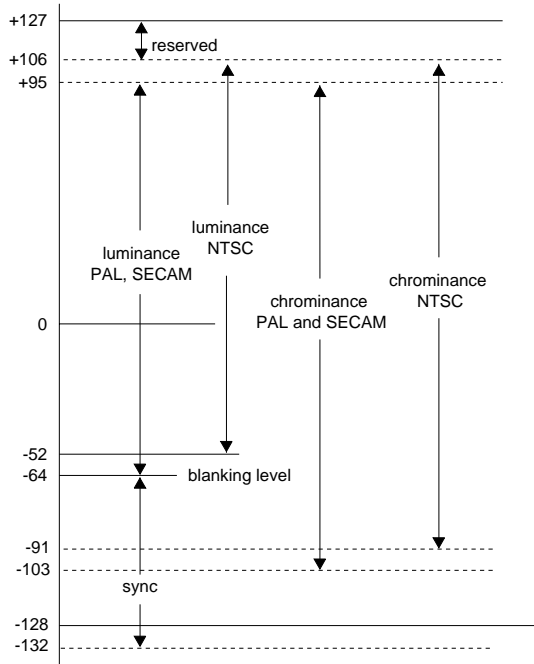 +127
reserved
+106
+95
luminance
NTSC
luminance
PAL, SECAM
chrominance
NTSC
chrominance
PAL and SECAM
0
-52
-64
blanking level
-91
-103
sync
-128
-132